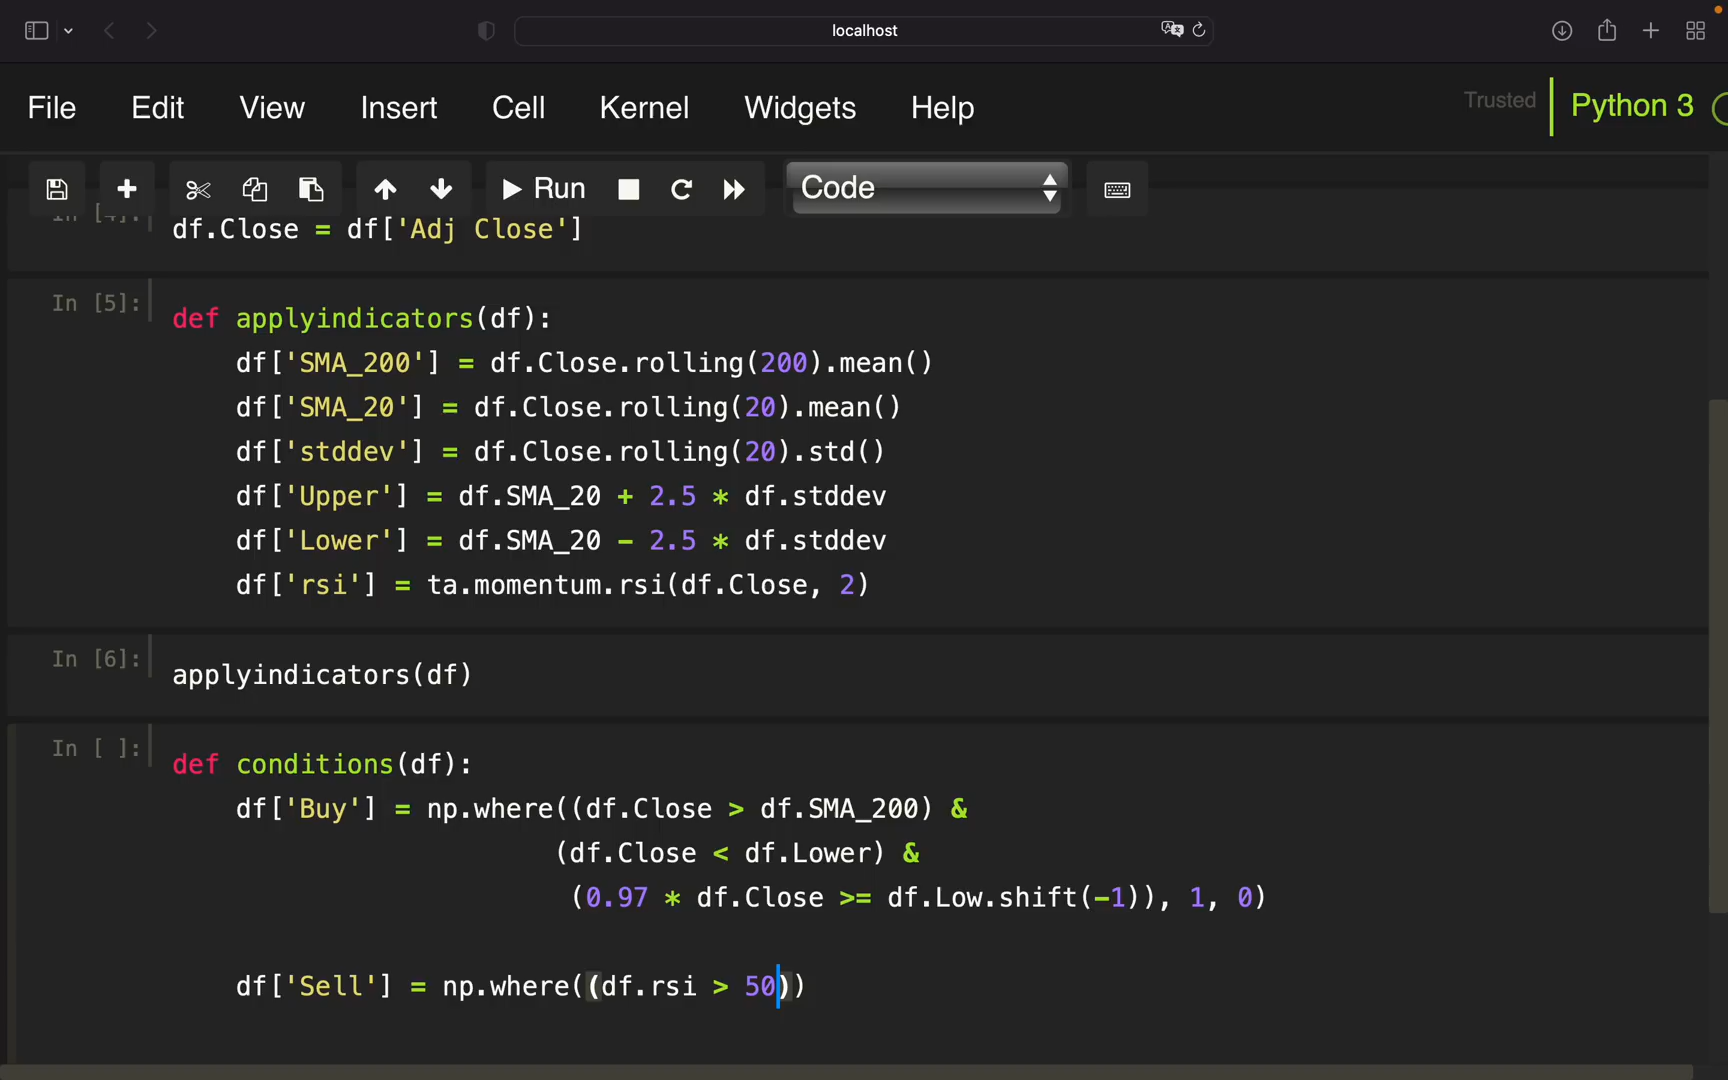 localhost
File Edit View Insert Cell Kernel Widgets Help Trusted Python 3
Run Code
In [4]:
df.Close = df['Adj Close']
In [5]:
def applyindicators(df):
    df['SMA_200'] = df.Close.rolling(200).mean()
    df['SMA_20'] = df.Close.rolling(20).mean()
    df['stddev'] = df.Close.rolling(20).std()
    df['Upper'] = df.SMA_20 + 2.5 * df.stddev
    df['Lower'] = df.SMA_20 - 2.5 * df.stddev
    df['rsi'] = ta.momentum.rsi(df.Close, 2)
In [6]:
applyindicators(df)
In [ ]:
def conditions(df):
    df['Buy'] = np.where((df.Close > df.SMA_200) &
                        (df.Close < df.Lower) &
                         (0.97 * df.Close >= df.Low.shift(-1)), 1, 0)
    df['Sell'] = np.where((df.rsi > 50))